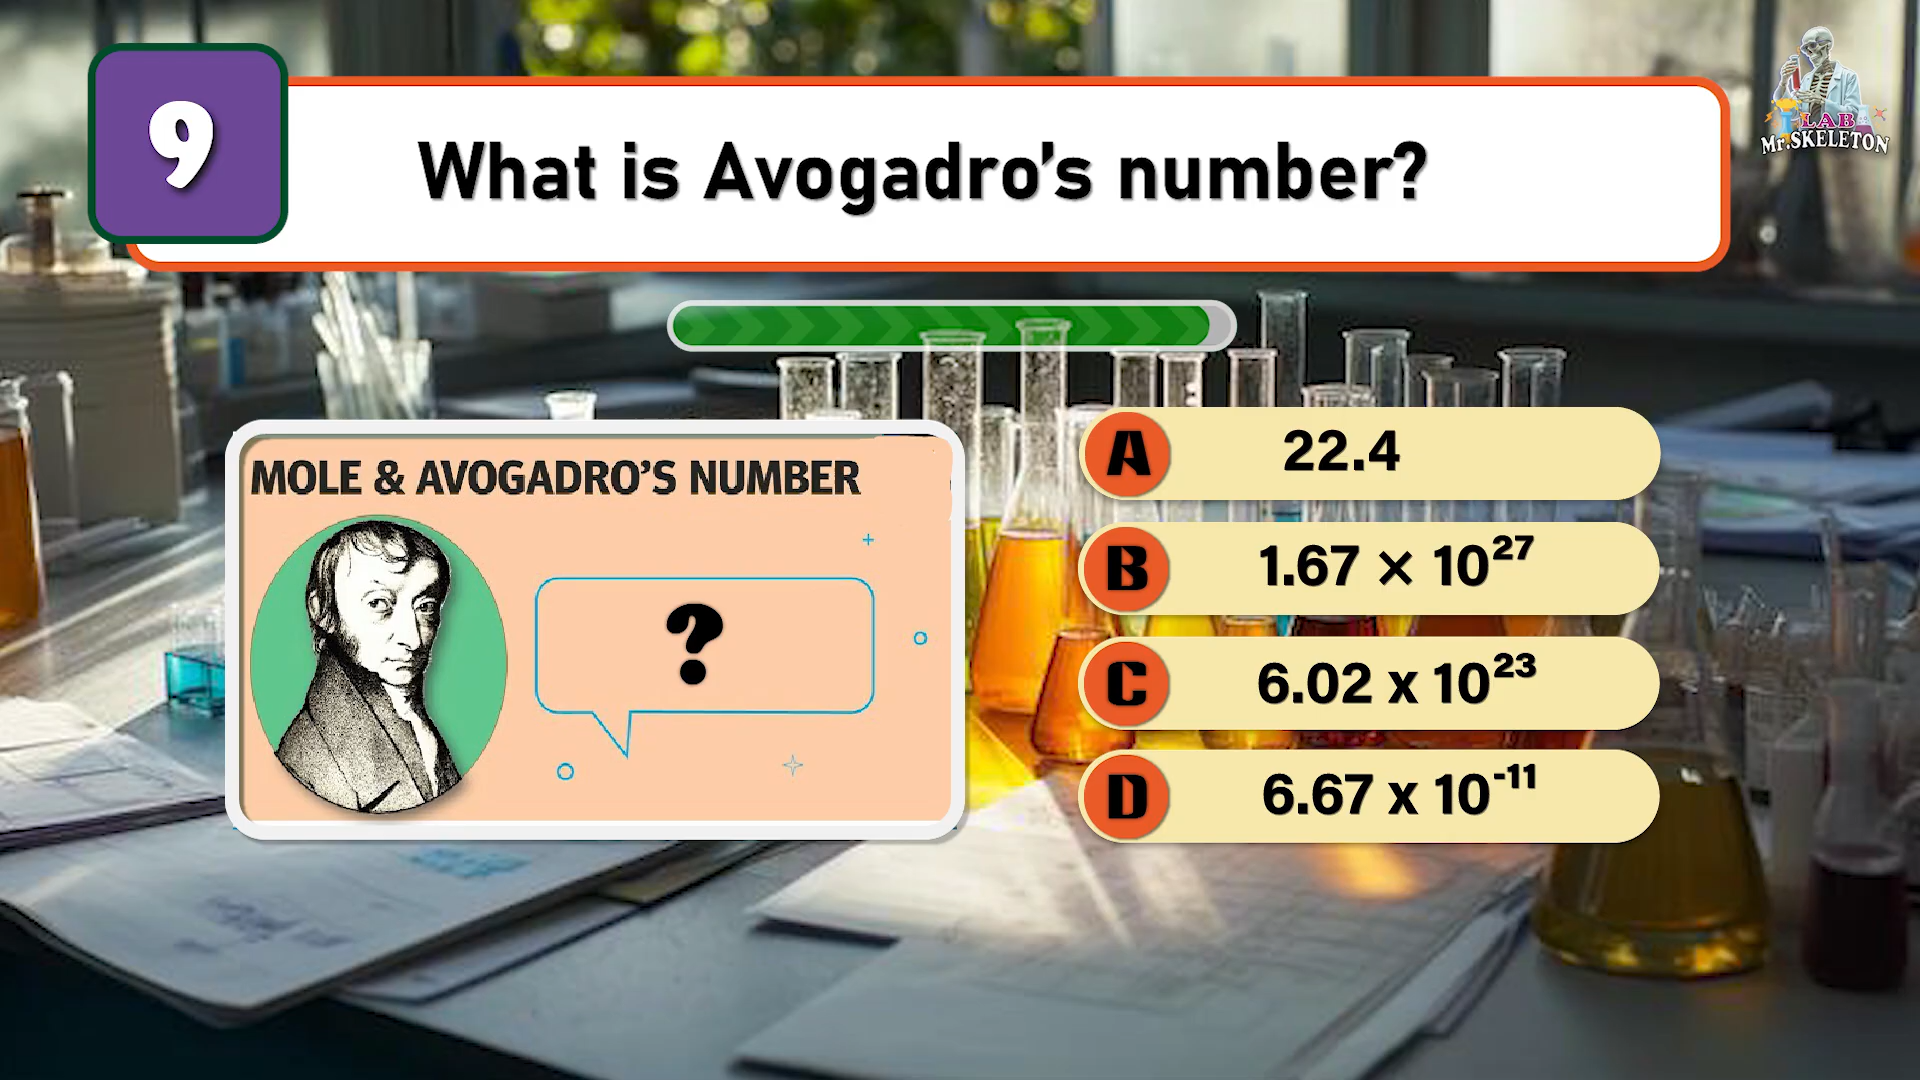 9
What is Avogadro's number?
LAB
Mr.SKELETON
MOLE & AVOGADRO'S NUMBER
?
A 22.4
B 1.67 × 10²⁷
C 6.02 x 10²³
D 6.67 x 10⁻¹¹